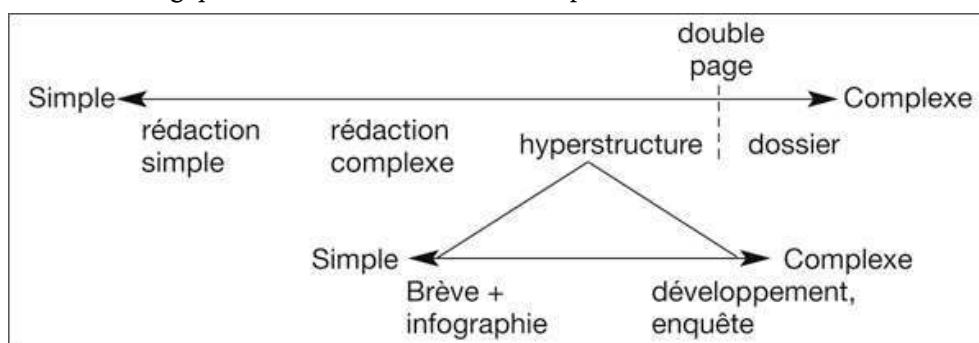 double
page
Simple
Complexe
rédaction
simple
rédaction
complexe
hyperstructure
dossier
Simple
Complexe
Brève +
infographie
développement,
enquête